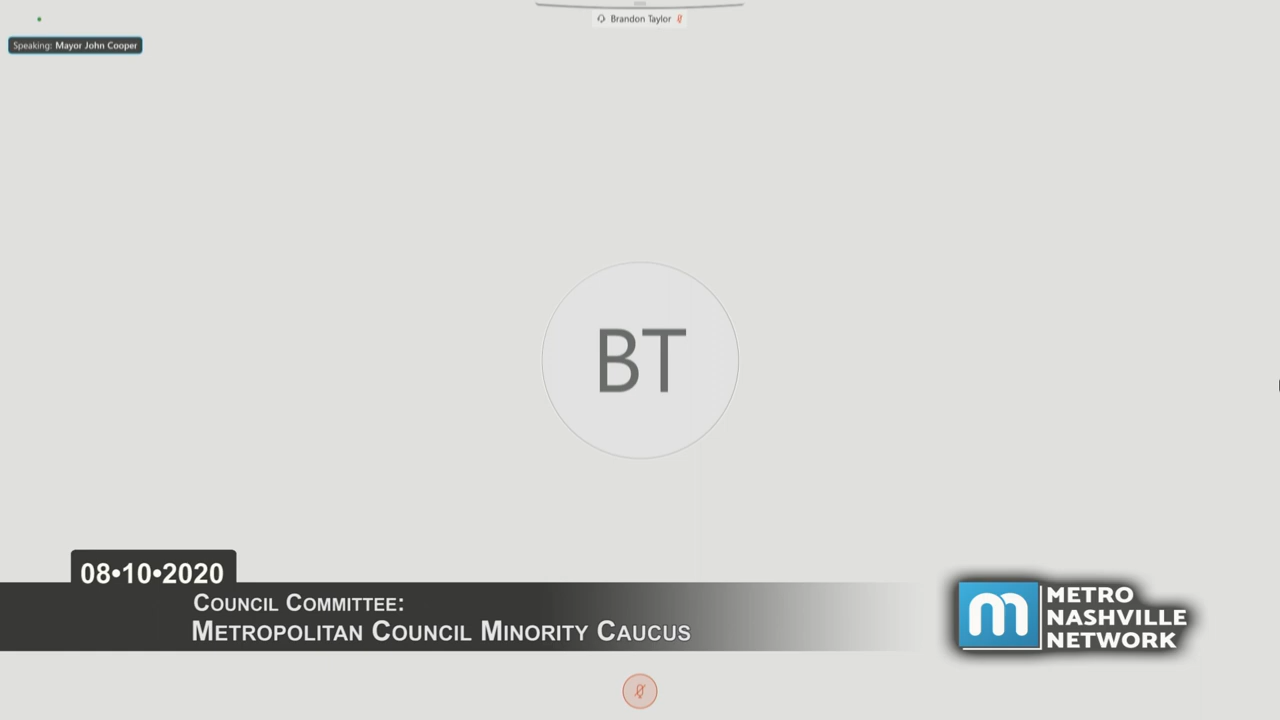 Brandon Taylor
Speaking: Mayor John Cooper
BT
08•10•2020
Council Committee:
Metropolitan Council Minority Caucus
m
METRO
NASHVILLE
NETWORK